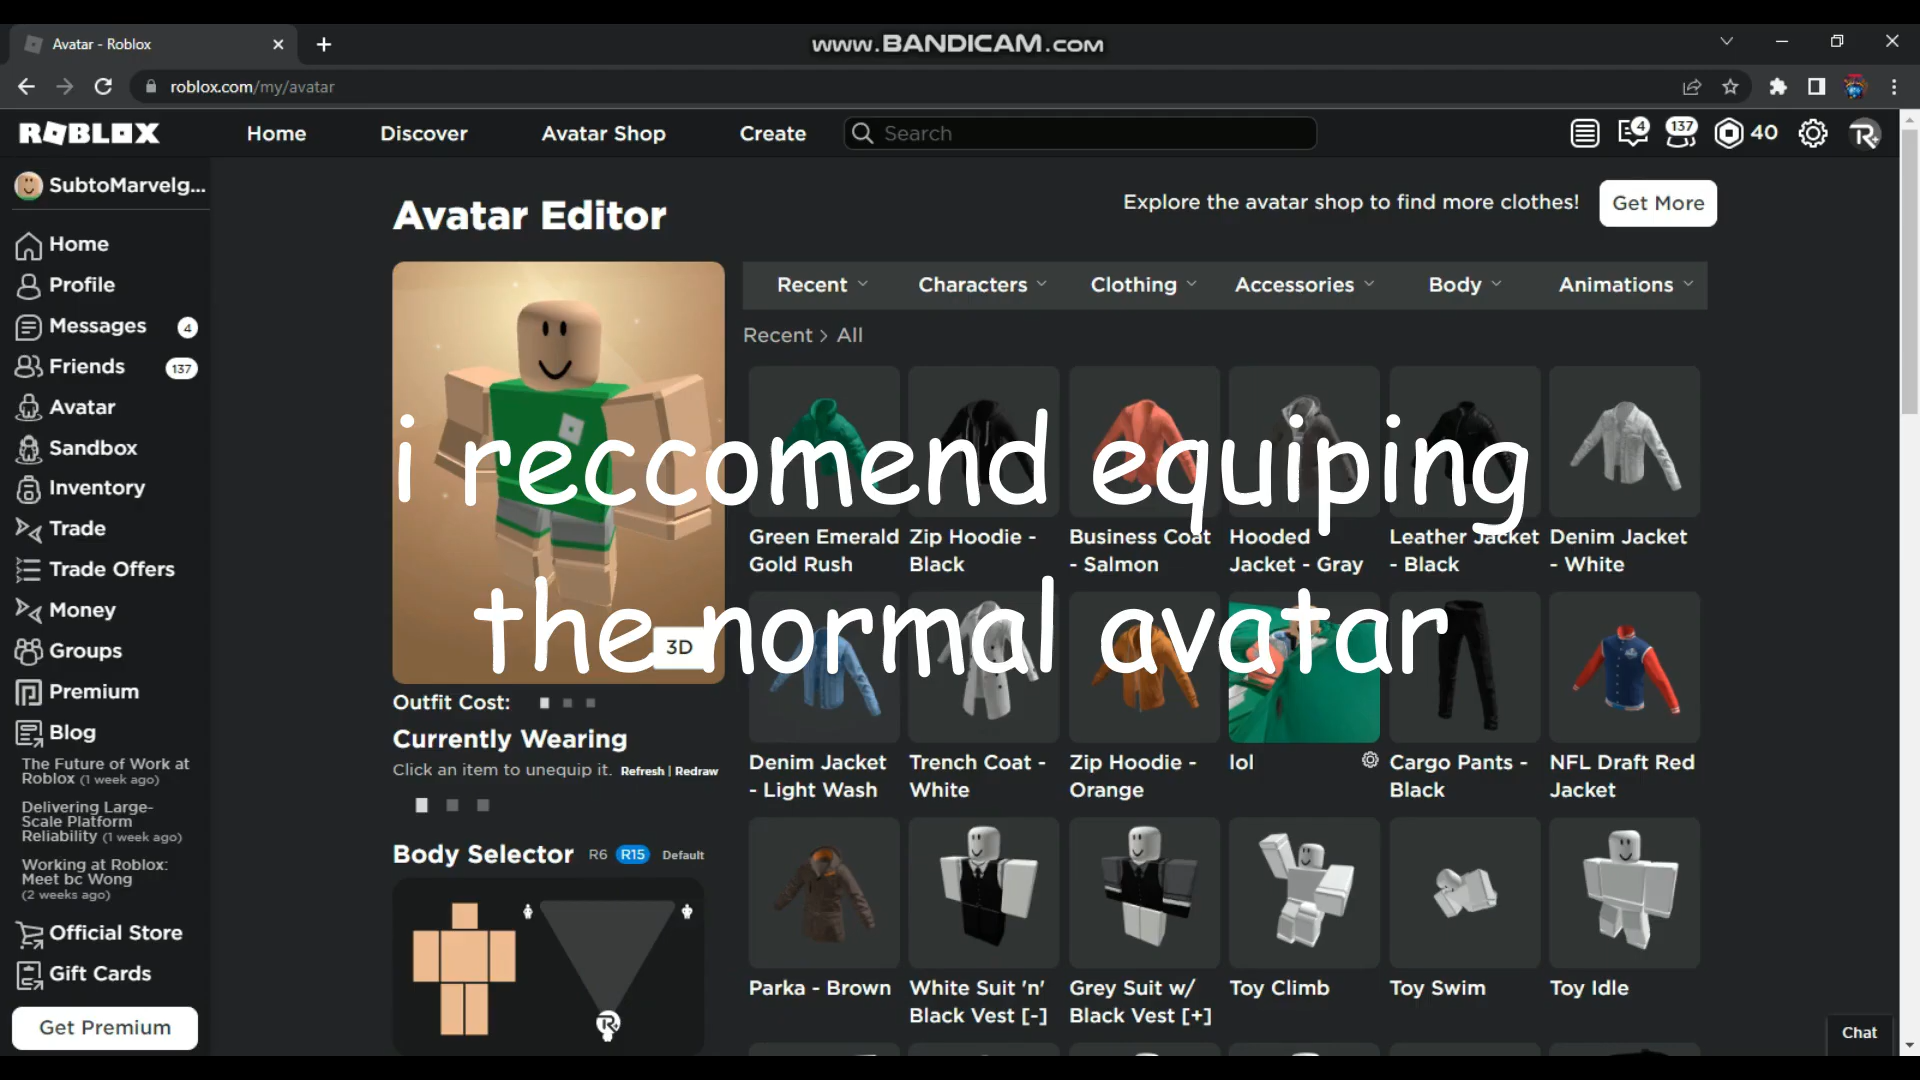 Avatar - Roblox
www.BANDICAM.com
roblox.com/my/avatar
ROBLOX
Home
Discover
Avatar Shop
Create
Search
4
137
40
SubtoMarvelg...
Home
Profile
Messages
4
Friends
137
Avatar
Sandbox
Inventory
Trade
Trade Offers
Money
Groups
Premium
Blog
The Future of Work at
Roblox (1 week ago)
Delivering Large-
Scale Platform
Reliability (1 week ago)
Working at Roblox:
Meet bc Wong
(2 weeks ago)
Official Store
Gift Cards
Get Premium
Avatar Editor
Explore the avatar shop to find more clothes!
Get More
3D
Outfit Cost:
Currently Wearing
Click an item to unequip it. Refresh | Redraw
Body Selector R6 R15 Default
Recent Characters Clothing Accessories Body Animations
Recent > All
i reccomend equiping
the normal avatar
Green Emerald
Gold Rush
Zip Hoodie -
Black
Business Coat
- Salmon
Hooded
Jacket - Gray
Leather Jacket
- Black
Denim Jacket
- White
Denim Jacket
- Light Wash
Trench Coat -
White
Zip Hoodie -
Orange
lol
Cargo Pants -
Black
NFL Draft Red
Jacket
Parka - Brown
White Suit 'n'
Black Vest [-]
Grey Suit w/
Black Vest [+]
Toy Climb
Toy Swim
Toy Idle
Chat